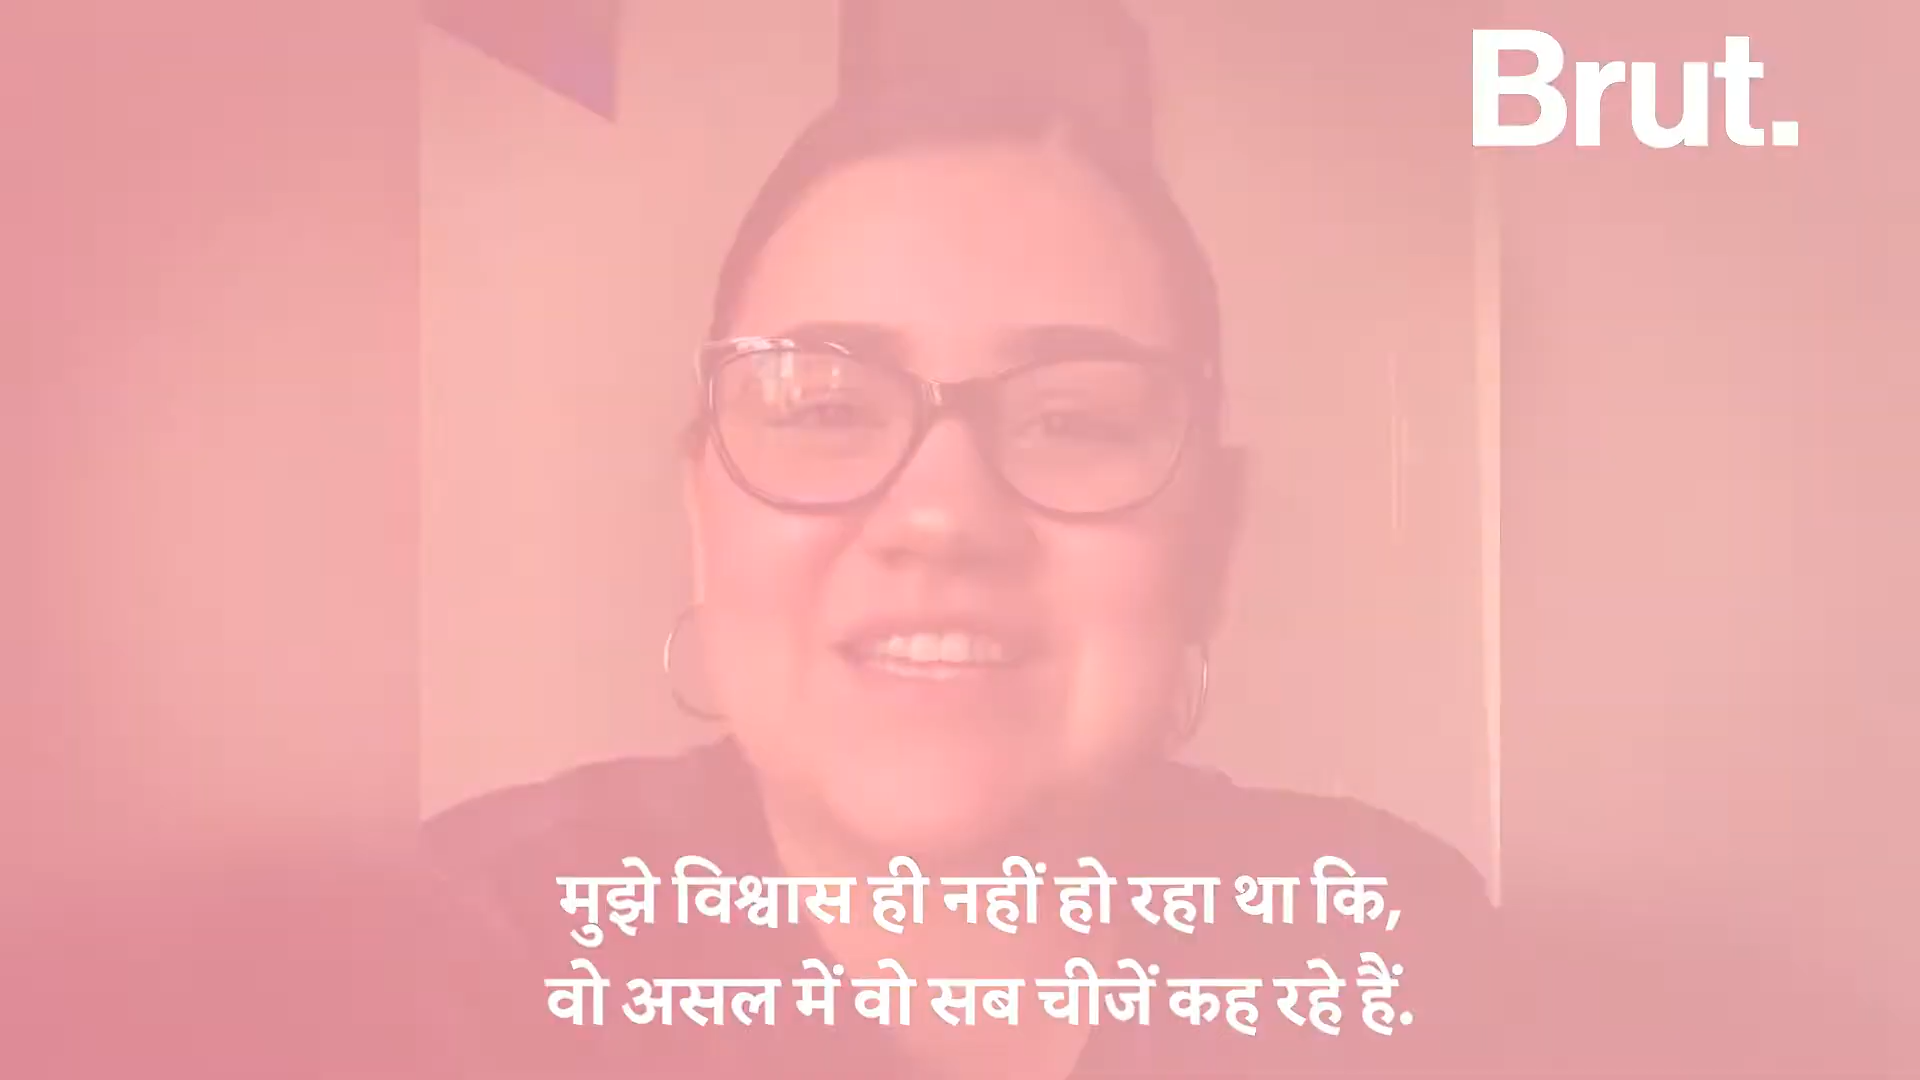 Brut.
मुझे विश्वास ही नहीं हो रहा था कि,
वो असल में वो सब चीजें कह रहे हैं.